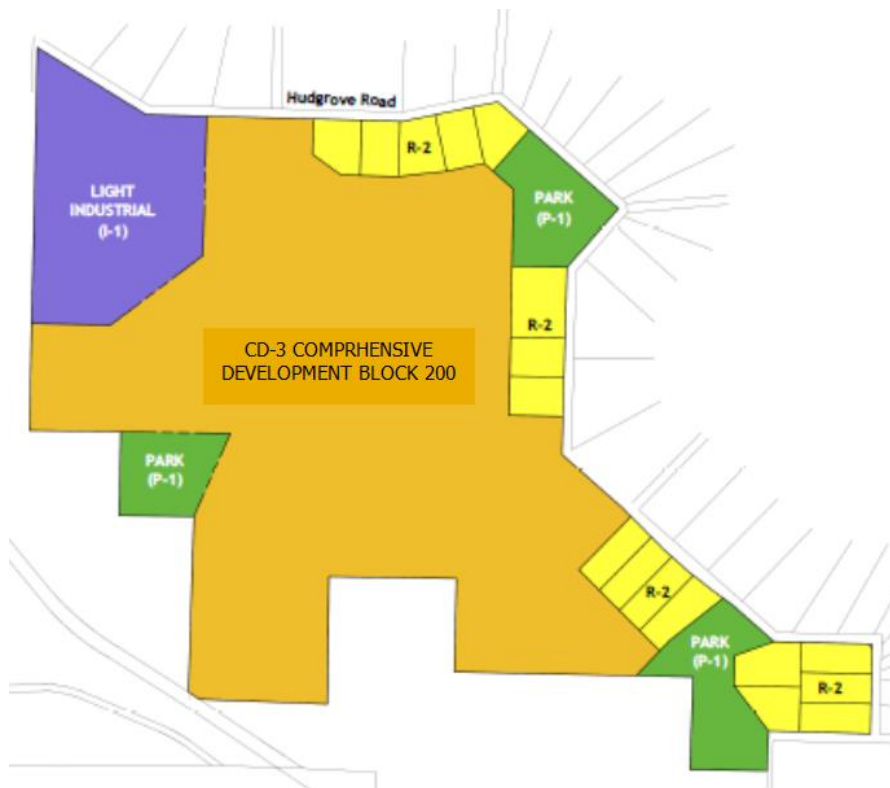 Hudgrove Road
R-2
LIGHT
INDUSTRIAL
(I-1)
PARK
(P-1)
R-2
CD-3 COMPRHENSIVE
DEVELOPMENT BLOCK 200
PARK
(P-1)
R-2
PARK
(P-1)
R-2